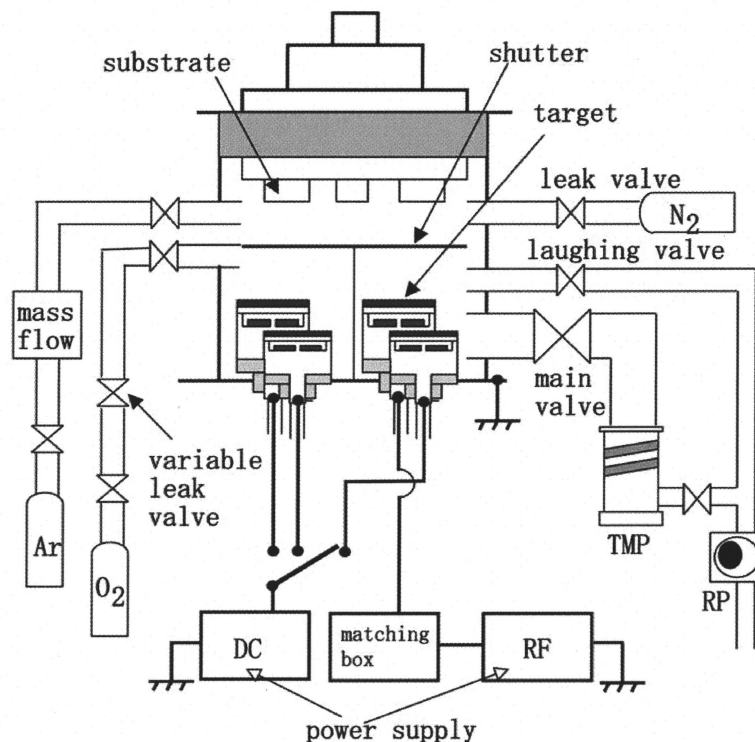 substrate
shutter
target
leak valve
N2
laughing valve
mass
flow
main
valve
variable
leak
valve
Ar
O2
TMP
RP
DC
matching
box
RF
power supply